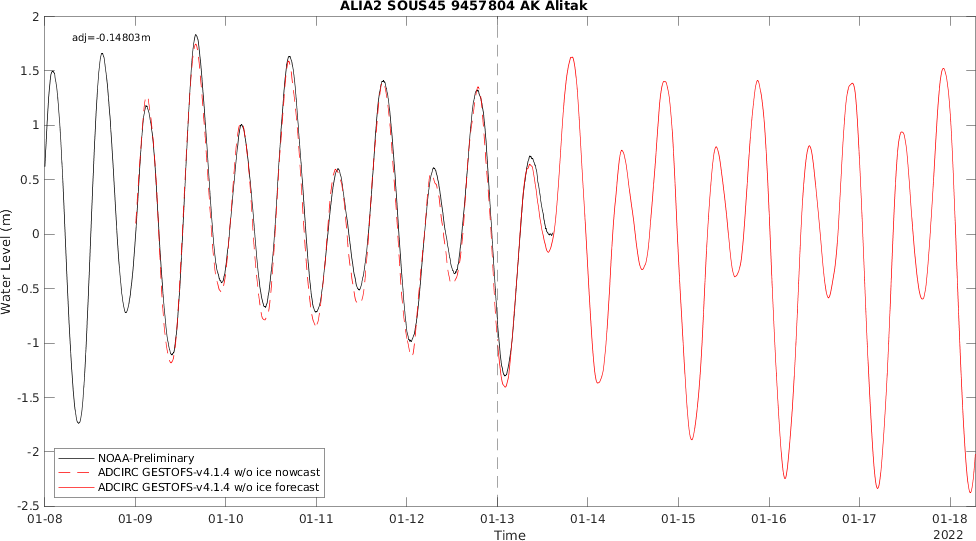 ALIA2 SOUS45 9457804 AK Alitak
adj=-0.14803m
2
1.5
1
0.5
0
-0.5
-1
-1.5
-2
-2.5
Water Level (m)
NOAA-Preliminary
ADCIRC GESTOFS-v4.1.4 w/o ice nowcast
ADCIRC GESTOFS-v4.1.4 w/o ice forecast
01-08 01-09 01-10 01-11 01-12 01-13 01-14 01-15 01-16 01-17 01-18
Time
2022